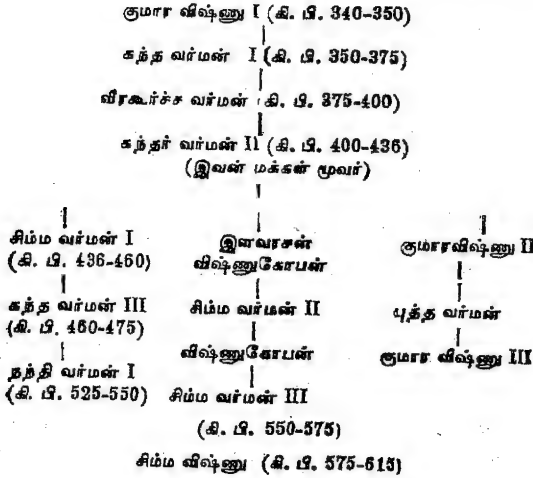 குமார விஷ்ணு I (கி. பி. 340-350)
கந்த வர்மன் I (கி. பி. 350-375)
வீரகூர்ச்ச வர்மன் கி. பி. 375-400)
கந்தர் வர்மன் II (கி. பி. 400-436)
(இவன் மக்கள் மூவர்)
சிம்ம வர்மன் I
(கி. பி. 436-460)
கந்த வர்மன் III
(கி. பி. 460-475)
நந்தி வர்மன் I
(கி. பி. 525-550)
இளவரசன்
விஷ்ணுகோபன்
சிம்ம வர்மன் II
விஷ்ணுகோபன்
சிம்ம வர்மன் III
(கி. பி. 550-575)
குமாரவிஷ்ணு II
புத்த வர்மன்
குமார விஷ்ணு III
சிம்ம விஷ்ணு (கி. பி. 575-615)